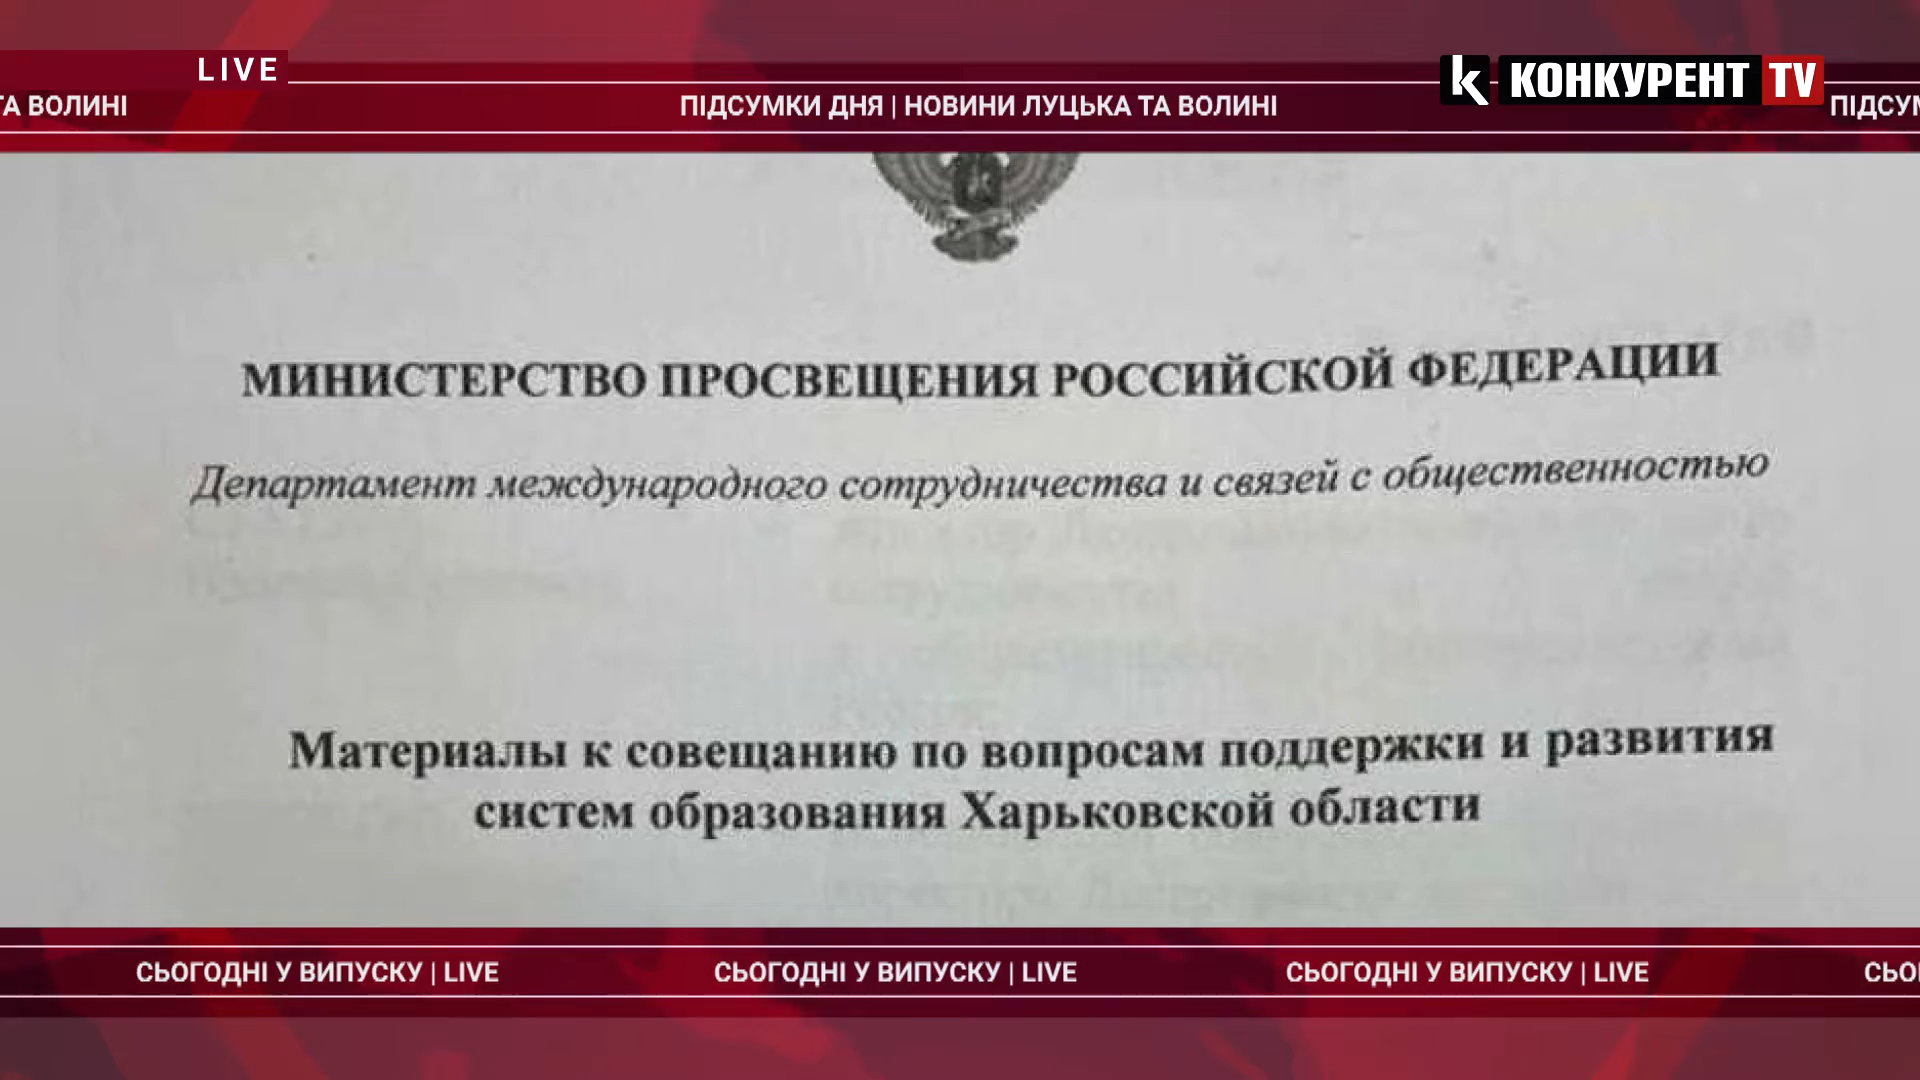 LIVE
КОНКУРЕНТ TV
ТА ВОЛИНІ
ПІДСУМКИ ДНЯ | НОВИНИ ЛУЦЬКА ТА ВОЛИНІ
ПІДСУМ
МИНИСТЕРСТВО ПРОСВЕЩЕНИЯ РОССИЙСКОЙ ФЕДЕРАЦИИ
Департамент международного сотрудничества и связей с общественностью
Материалы к совещанию по вопросам поддержки и развития
систем образования Харьковской области
СЬОГОДНІ У ВИПУСКУ | LIVE
СЬОГОДНІ У ВИПУСКУ | LIVE
СЬОГОДНІ У ВИПУСКУ | LIVE
СЬО